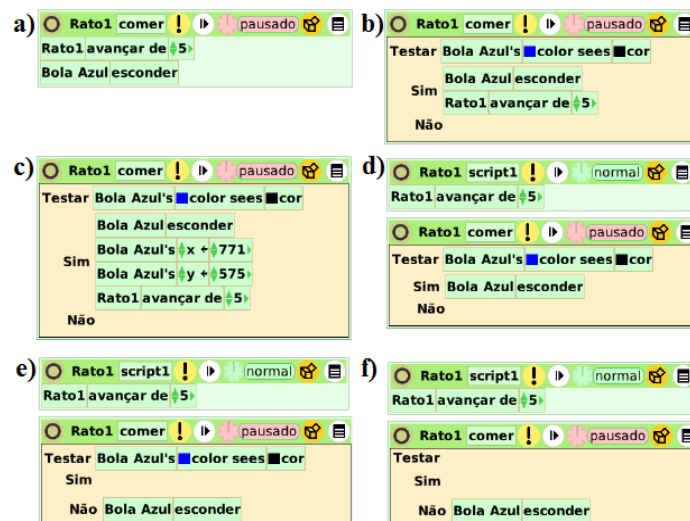 a) Rato1 comer ! pausado
Rato1 avançar de 5
Bola Azul esconder
b) Rato1 comer ! pausado
Testar Bola Azul's color sees cor
Sim Bola Azul esconder
Rato1 avançar de 5
Não
c) Rato1 comer ! pausado
Testar Bola Azul's color sees cor
Bola Azul esconder
Bola Azul's x ← 771
Sim
Bola Azul's y ← 575
Rato1 avançar de 5
Não
d) Rato1 script1 ! normal
Rato1 avançar de 5
Rato1 comer ! pausado
Testar Bola Azul's color sees cor
Sim Bola Azul esconder
Não
e) Rato1 script1 ! normal
Rato1 avançar de 5
Rato1 comer ! pausado
Testar Bola Azul's color sees cor
Sim
Não Bola Azul esconder
f) Rato1 script1 ! normal
Rato1 avançar de 5
Rato1 comer ! pausado
Testar
Sim
Não Bola Azul esconder